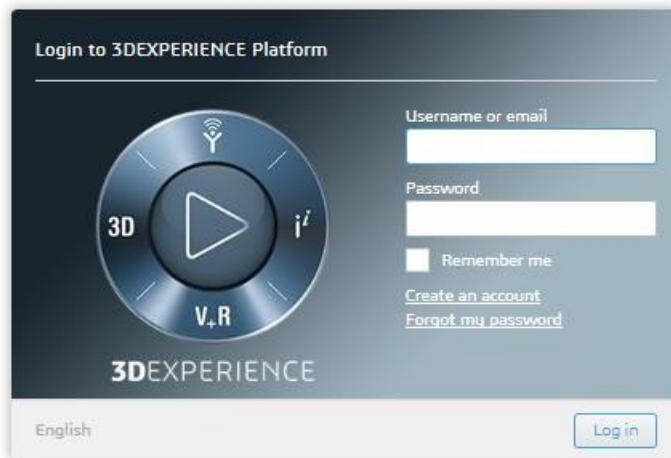 Login to 3DEXPERIENCE Platform
Username or email
Password
Remember me
Create an account
Forgot my password
3D
i i
V+R
3DEXPERIENCE
English
Log in